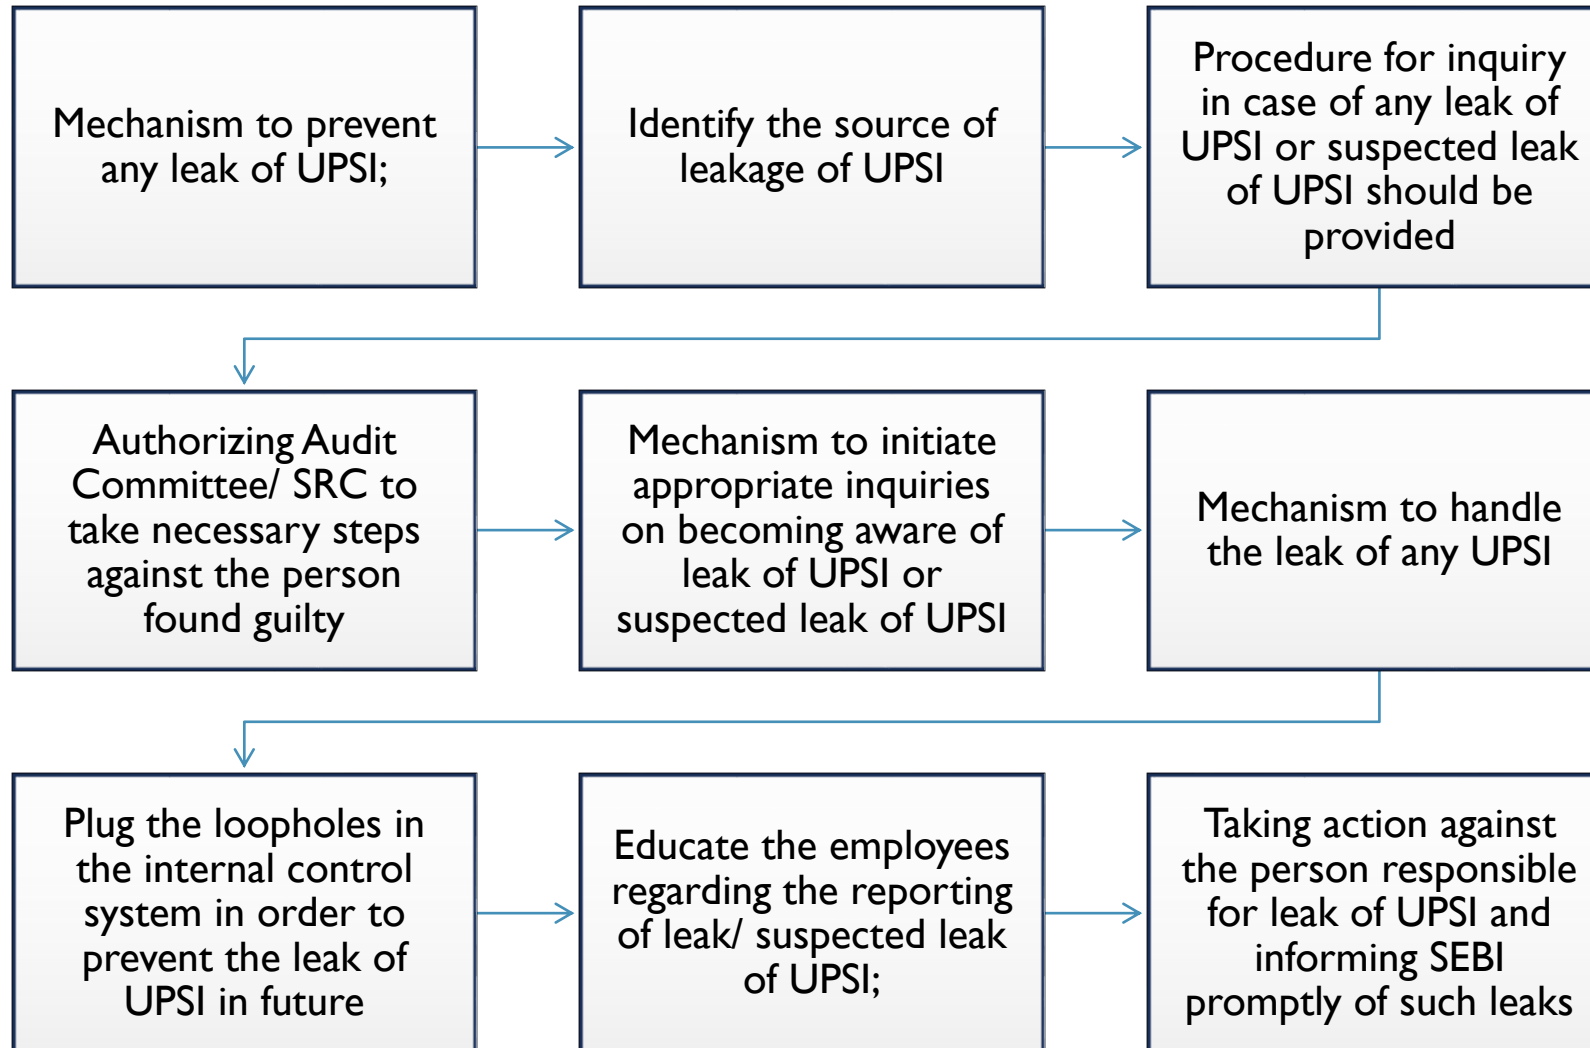 Mechanism to prevent
any leak of UPSI;
Identify the source of
leakage of UPSI
Procedure for inquiry
in case of any leak of
UPSI or suspected leak
of UPSI should be
provided
Authorizing Audit
Committee/ SRC to
take necessary steps
against the person
found guilty
Mechanism to initiate
appropriate inquiries
on becoming aware of
leak of UPSI or
suspected leak of UPSI
Mechanism to handle
the leak of any UPSI
Plug the loopholes in
the internal control
system in order to
prevent the leak of
UPSI in future
Educate the employees
regarding the reporting
of leak/ suspected leak
of UPSI;
Taking action against
the person responsible
for leak of UPSI and
informing SEBI
promptly of such leaks